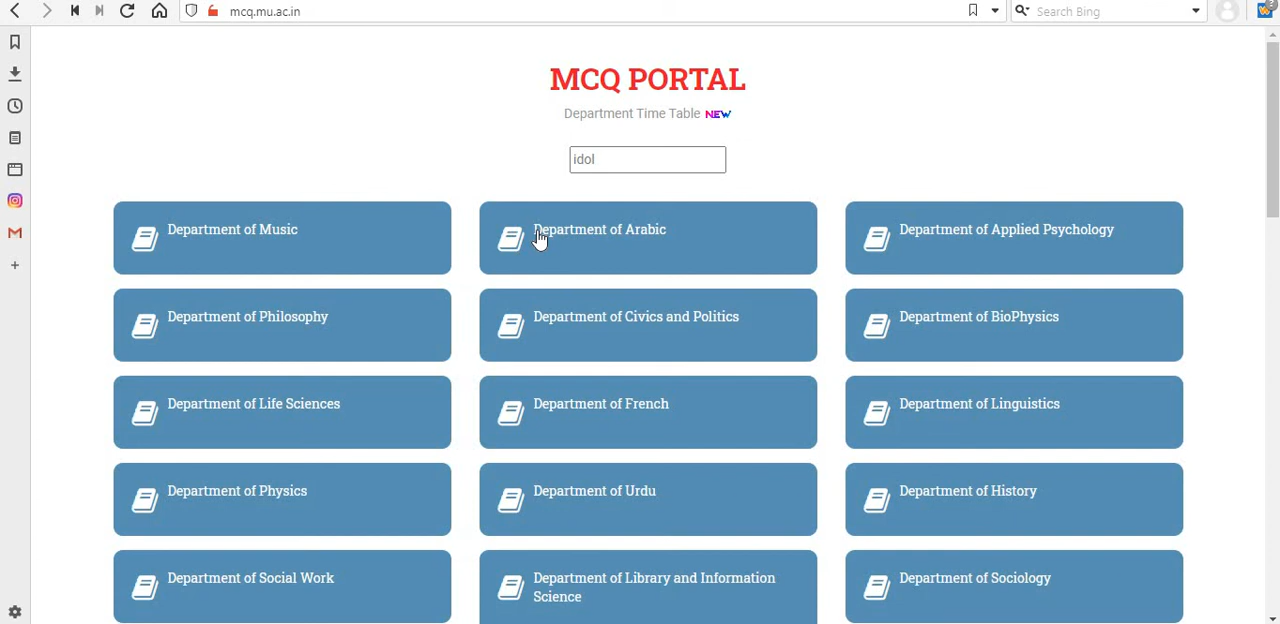 mcq.mu.ac.in
Search Bing
MCQ PORTAL
Department Time Table NEW
idol
Department of Music
Department of Arabic
Department of Applied Psychology
Department of Philosophy
Department of Civics and Politics
Department of BioPhysics
Department of Life Sciences
Department of French
Department of Linguistics
Department of Physics
Department of Urdu
Department of History
Department of Social Work
Department of Library and Information
Science
Department of Sociology